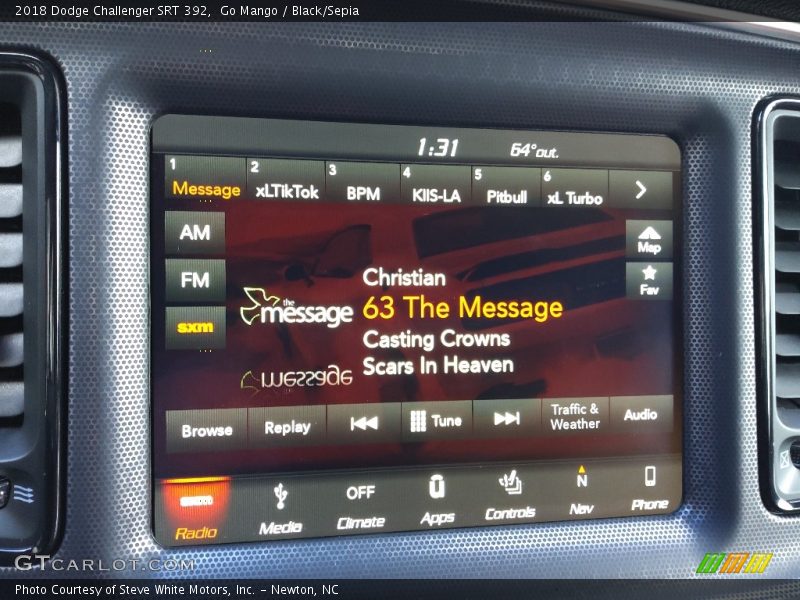 2018 Dodge Challenger SRT 392,  Go Mango / Black/Sepia
1:31 64°out.
1 2 3 4 5 6
Message xLTikTok BPM KIIS-LA Pitbull xL Turbo
AM
Map
FM
Fav
sxm
Christian
the message 63 The Message
Casting Crowns
message Scars In Heaven
Browse Replay Tune Traffic & Weather Audio
OFF N
Radio Media Climate Apps Controls Nav Phone
GTCARLOT.COM
Photo Courtesy of Steve White Motors, Inc. – Newton, NC